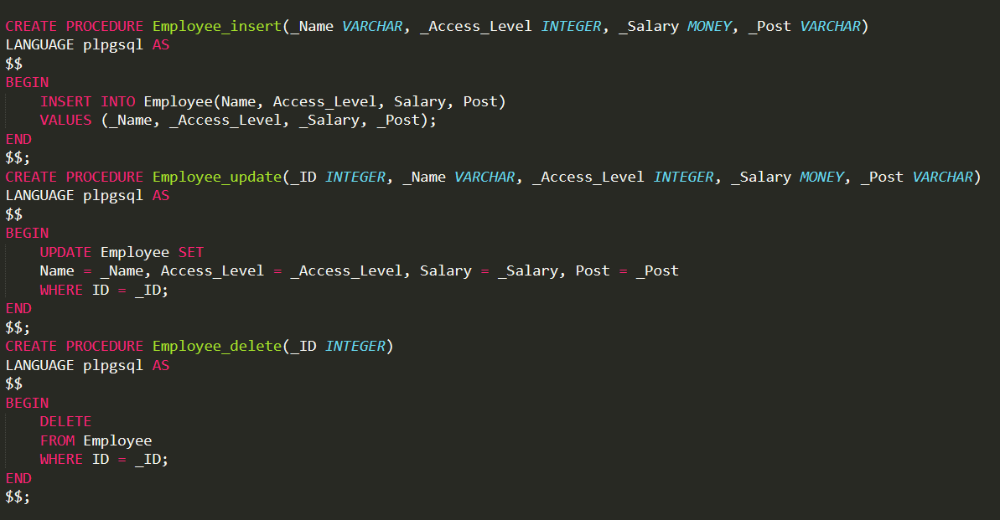 CREATE PROCEDURE Employee_insert(_Name VARCHAR, _Access_Level INTEGER, _Salary MONEY, _Post VARCHAR)
LANGUAGE plpgsql AS
$$
BEGIN
    INSERT INTO Employee(Name, Access_Level, Salary, Post)
    VALUES (_Name, _Access_Level, _Salary, _Post);
END
$$;
CREATE PROCEDURE Employee_update(_ID INTEGER, _Name VARCHAR, _Access_Level INTEGER, _Salary MONEY, _Post VARCHAR)
LANGUAGE plpgsql AS
$$
BEGIN
    UPDATE Employee SET
    Name = _Name, Access_Level = _Access_Level, Salary = _Salary, Post = _Post
    WHERE ID = _ID;
END
$$;
CREATE PROCEDURE Employee_delete(_ID INTEGER)
LANGUAGE plpgsql AS
$$
BEGIN
    DELETE
    FROM Employee
    WHERE ID = _ID;
END
$$;